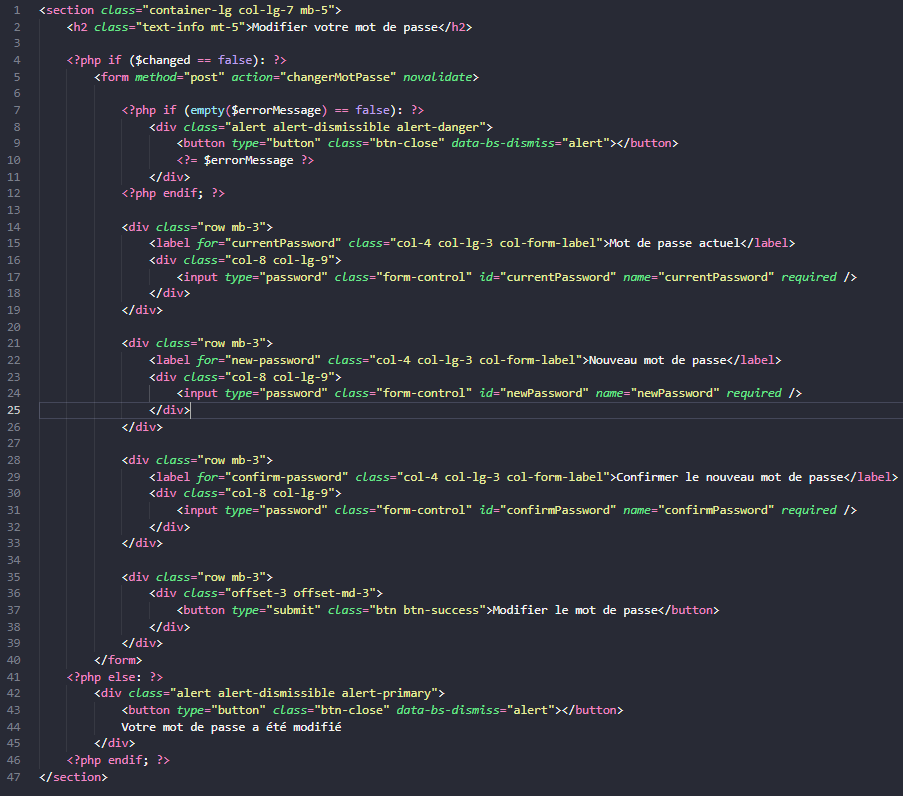 1 <section class="container-lg col-lg-7 mb-5">
2 <h2 class="text-info mt-5">Modifier votre mot de passe</h2>
3
4 <?php if ($changed == false): ?>
5 <form method="post" action="changerMotPasse" novalidate>
6
7 <?php if (empty($errorMessage) == false): ?>
8 <div class="alert alert-dismissible alert-danger">
9 <button type="button" class="btn-close" data-bs-dismiss="alert"></button>
10 <?= $errorMessage ?>
11 </div>
12 <?php endif; ?>
13
14 <div class="row mb-3">
15 <label for="currentPassword" class="col-4 col-lg-3 col-form-label">Mot de passe actuel</label>
16 <div class="col-8 col-lg-9">
17 <input type="password" class="form-control" id="currentPassword" name="currentPassword" required />
18 </div>
19 </div>
20
21 <div class="row mb-3">
22 <label for="new-password" class="col-4 col-lg-3 col-form-label">Nouveau mot de passe</label>
23 <div class="col-8 col-lg-9">
24 <input type="password" class="form-control" id="newPassword" name="newPassword" required />
25 </div>
26 </div>
27
28 <div class="row mb-3">
29 <label for="confirm-password" class="col-4 col-lg-3 col-form-label">Confirmer le nouveau mot de passe</label>
30 <div class="col-8 col-lg-9">
31 <input type="password" class="form-control" id="confirmPassword" name="confirmPassword" required />
32 </div>
33 </div>
34
35 <div class="row mb-3">
36 <div class="offset-3 offset-md-3">
37 <button type="submit" class="btn btn-success">Modifier le mot de passe</button>
38 </div>
39 </div>
40 </form>
41 <?php else: ?>
42 <div class="alert alert-dismissible alert-primary">
43 <button type="button" class="btn-close" data-bs-dismiss="alert"></button>
44 Votre mot de passe a été modifié
45 </div>
46 <?php endif; ?>
47 </section>